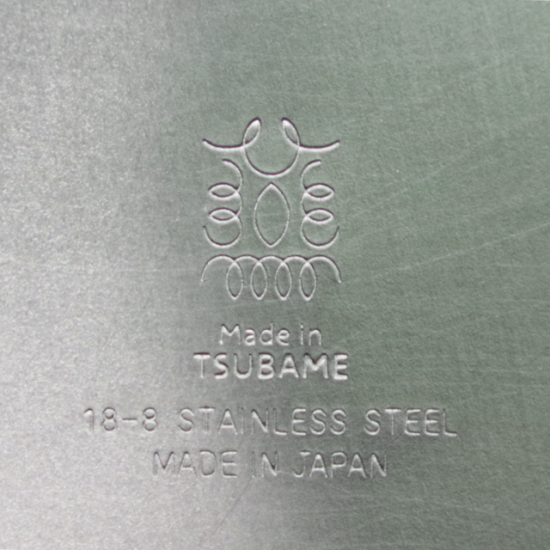 Made in
TSUBAME
18-8 STAINLESS STEEL
MADE IN JAPAN